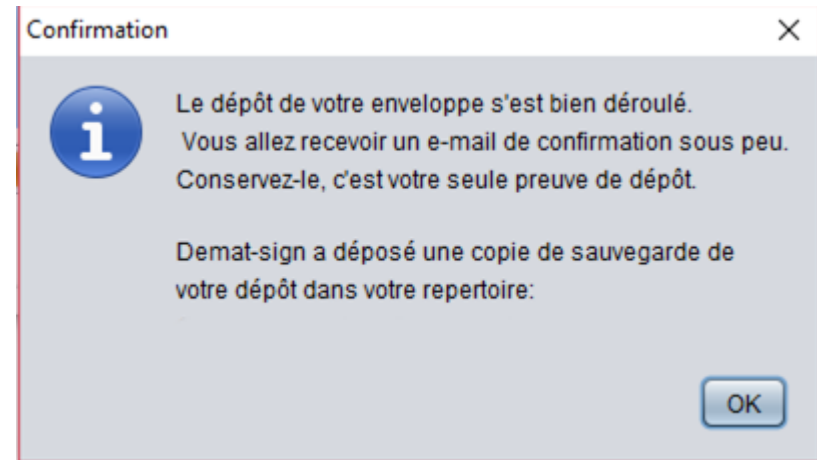 Confirmation
Le dépôt de votre enveloppe s'est bien déroulé.
Vous allez recevoir un e-mail de confirmation sous peu.
Conservez-le, c'est votre seule preuve de dépôt.
Demat-sign a déposé une copie de sauvegarde de
votre dépôt dans votre repertoire:
OK